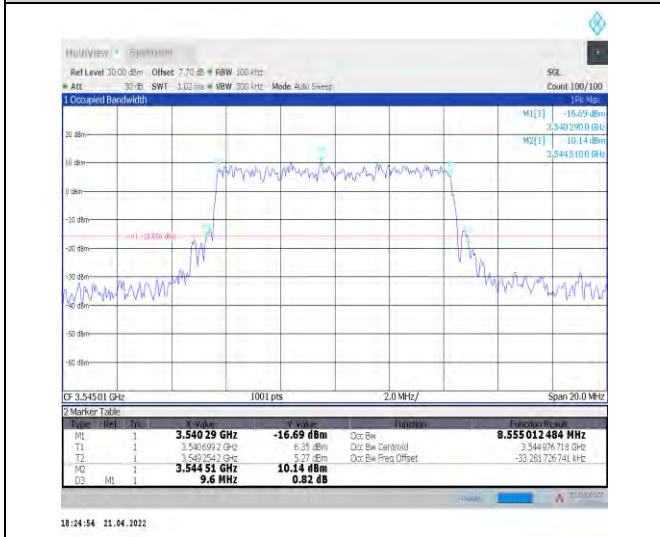 MultiView Spectrum
Ref Level 30.00 dBm Offset 7.70 dB RBW 100 kHz SGL
Att 30 dB SWT 1.02 ms VBW 300 kHz Mode Auto Sweep Count 100/100
1 Occupied Bandwidth 1Pk Max
M1[1] -16.69 dBm
3.5402900 GHz
M2[1] 10.14 dBm
3.5445100 GHz
20 dBm
10 dBm
0 dBm
-10 dBm
-20 dBm
-30 dBm
-40 dBm
-50 dBm
-60 dBm
CF 3.54501 GHz 1001 pts 2.0 MHz/ Span 20.0 MHz
2 Marker Table
Type Ref Trc X-Value Y-Value Function Function Result
M1 1 3.540 29 GHz -16.69 dBm Occ Bw 8.555 012 484 MHz
T1 1 3.5406992 GHz 6.35 dBm Occ Bw Centroid 3.544 976 718 GHz
T2 1 3.5492542 GHz 5.27 dBm Occ Bw Freq Offset -33.281 726 741 kHz
M2 1 3.544 51 GHz 10.14 dBm
D3 M1 1 9.6 MHz 0.82 dB
18:24:54 21.04.2022